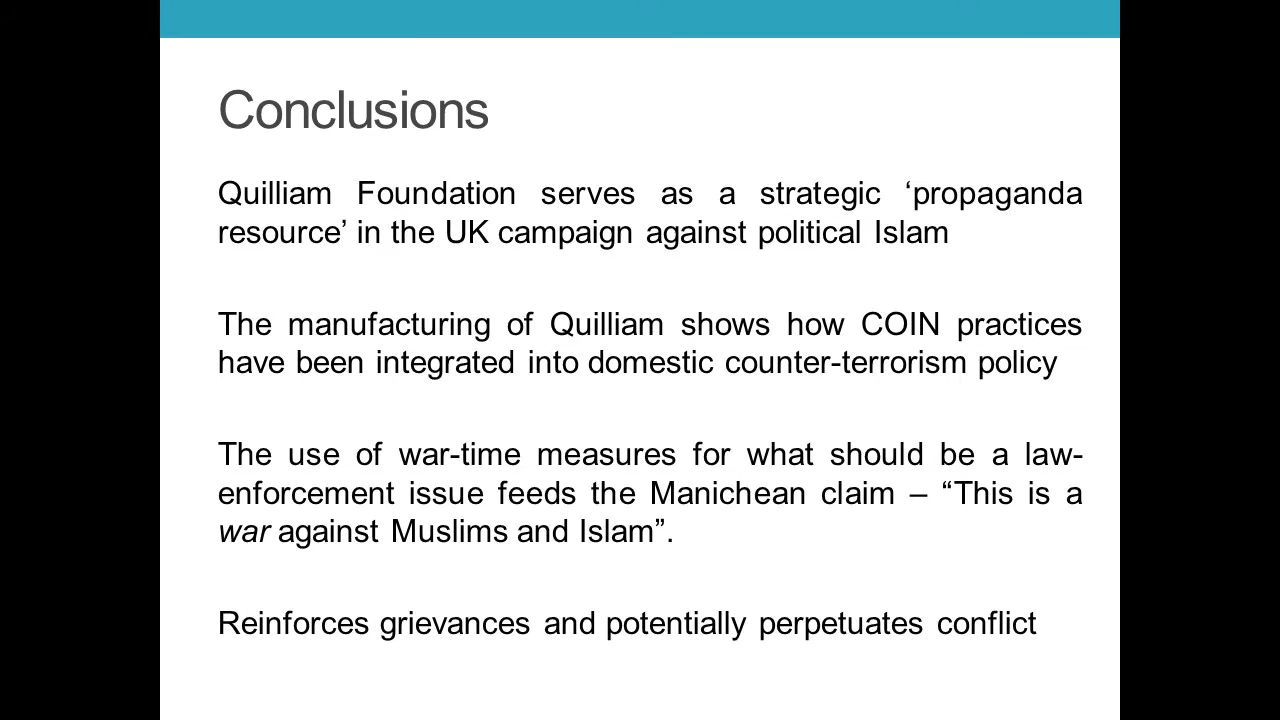 Conclusions
Quilliam Foundation serves as a strategic ‘propaganda
resource’ in the UK campaign against political Islam
The manufacturing of Quilliam shows how COIN practices
have been integrated into domestic counter-terrorism policy
The use of war-time measures for what should be a law-
enforcement issue feeds the Manichean claim – “This is a
war against Muslims and Islam”.
Reinforces grievances and potentially perpetuates conflict